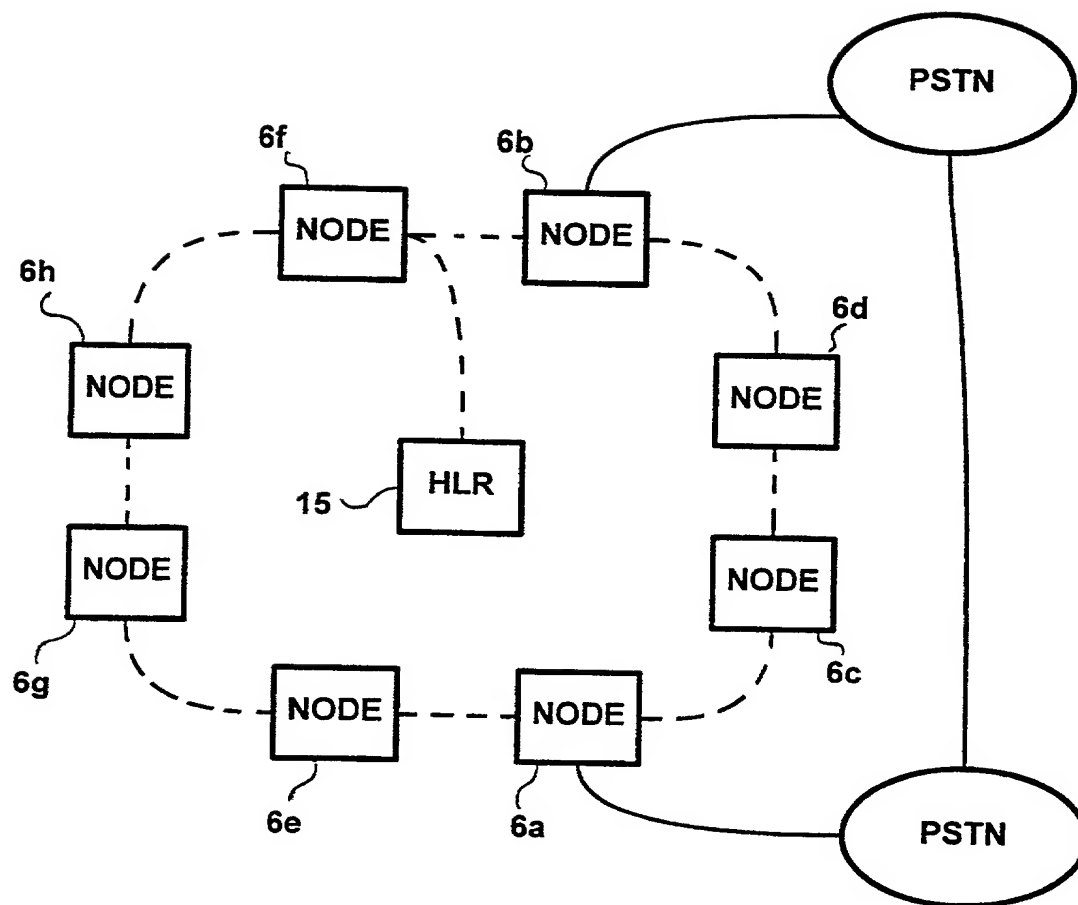 PSTN
6f
6b
NODE
NODE
6h
6d
NODE
NODE
HLR
15
NODE
NODE
6g
6c
NODE
NODE
6e
6a
PSTN